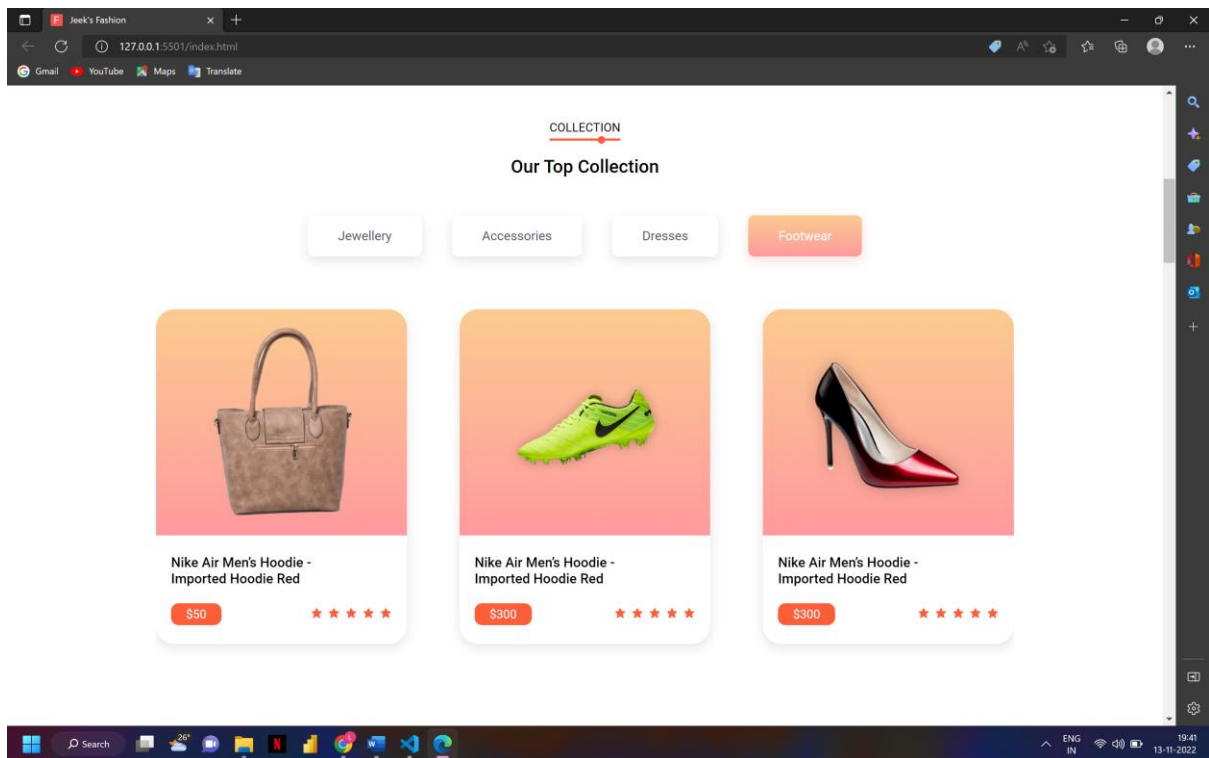 F Jeek's Fashion
127.0.0.1:5501/index.html
Gmail YouTube Maps Translate
COLLECTION
Our Top Collection
Jewellery Accessories Dresses Footwear
Nike Air Men's Hoodie -
Imported Hoodie Red
$50
Nike Air Men's Hoodie -
Imported Hoodie Red
$300
Nike Air Men's Hoodie -
Imported Hoodie Red
$300
Search
26°
ENG
IN
19:41
13-11-2022